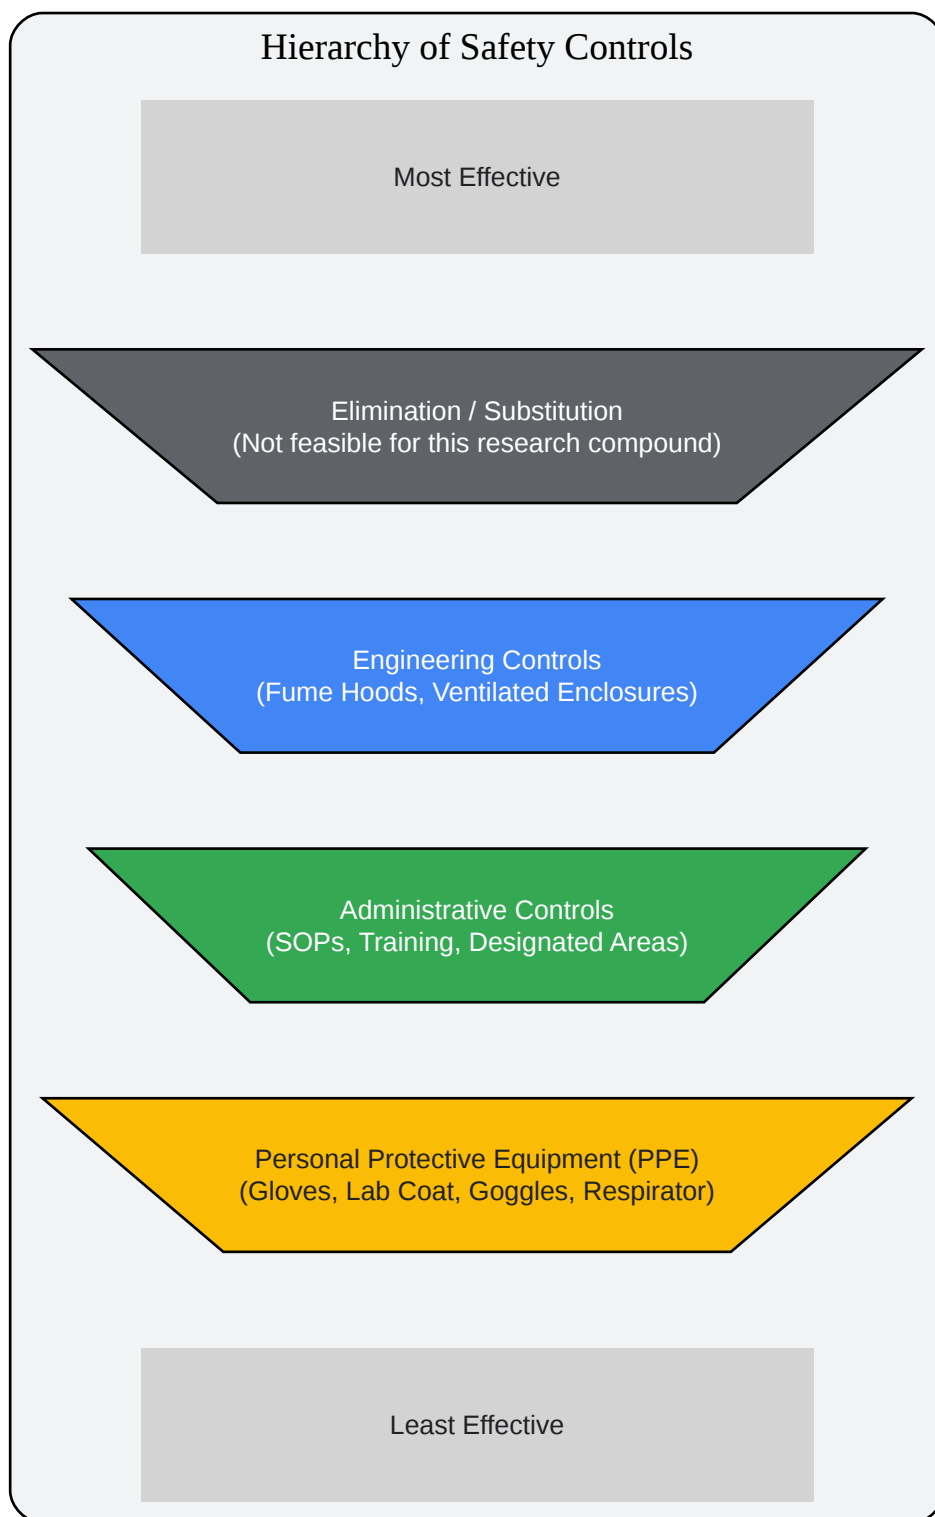 Hierarchy of Safety Controls
Most Effective
Elimination / Substitution
(Not feasible for this research compound)
Engineering Controls
(Fume Hoods, Ventilated Enclosures)
Administrative Controls
(SOPs, Training, Designated Areas)
Personal Protective Equipment (PPE)
(Gloves, Lab Coat, Goggles, Respirator)
Least Effective